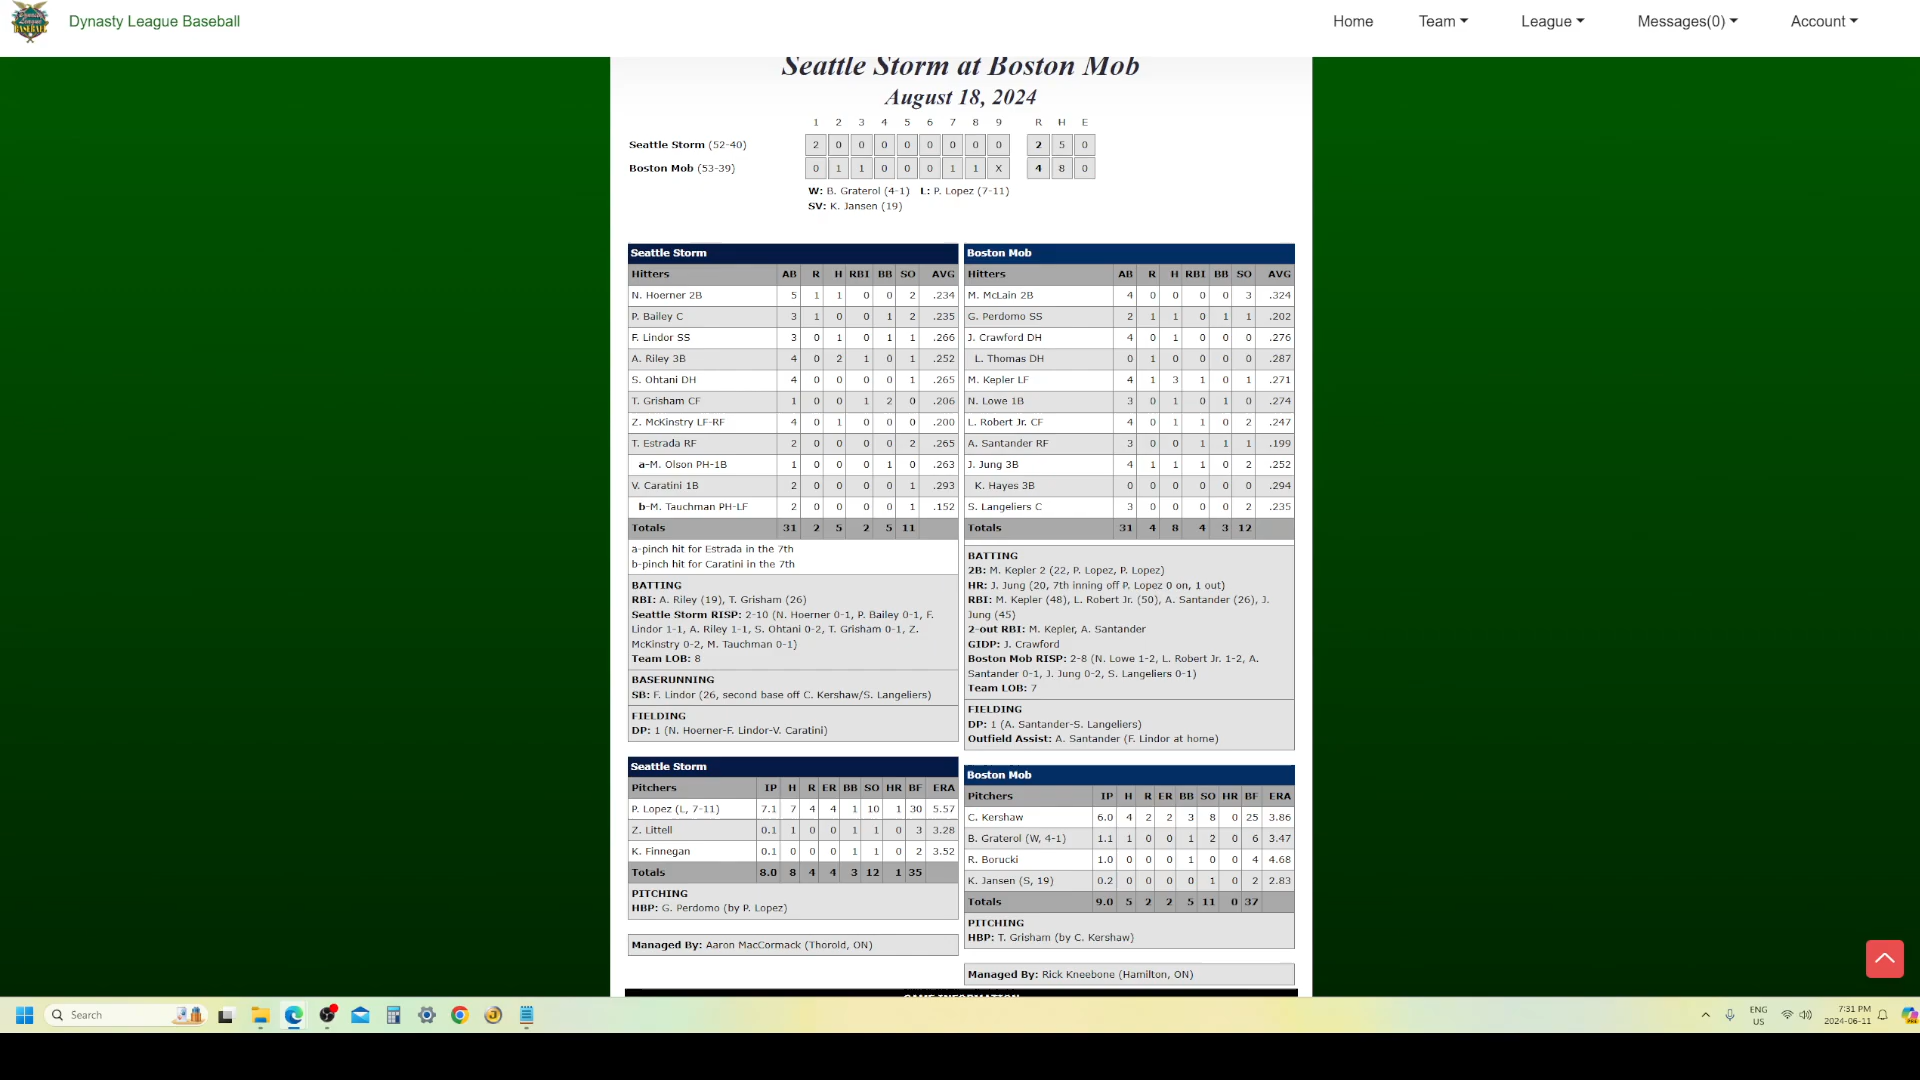 Dynasty League Baseball
Home Team League Messages(0) Account
Seattle Storm at Boston Mob
August 18, 2024
1 2 3 4 5 6 7 8 9 R H E
Seattle Storm (52-40) 2 0 0 0 0 0 0 0 0 2 5 0
Boston Mob (53-39) 0 1 1 0 0 0 1 1 X 4 8 0
W: B. Graterol (4-1) L: P. Lopez (7-11)
SV: K. Jansen (19)
Seattle Storm
Hitters AB R H RBI BB SO AVG
N. Hoerner 2B 5 1 1 0 0 2 .234
P. Bailey C 3 1 0 0 1 2 .235
F. Lindor SS 3 0 1 0 1 1 .266
A. Riley 3B 4 0 2 1 0 1 .252
S. Ohtani DH 4 0 0 0 0 1 .265
T. Grisham CF 1 0 0 1 2 0 .206
Z. McKinstry LF-RF 4 0 1 0 0 0 .200
T. Estrada RF 2 0 0 0 0 2 .265
a-M. Olson PH-1B 1 0 0 0 1 0 .263
V. Caratini 1B 2 0 0 0 0 1 .293
b-M. Tauchman PH-LF 2 0 0 0 0 1 .152
Totals 31 2 5 2 5 11
a-pinch hit for Estrada in the 7th
b-pinch hit for Caratini in the 7th
BATTING
RBI: A. Riley (19), T. Grisham (26)
Seattle Storm RISP: 2-10 (N. Hoerner 0-1, P. Bailey 0-1, F.
Lindor 1-1, A. Riley 1-1, S. Ohtani 0-2, T. Grisham 0-1, Z.
McKinstry 0-2, M. Tauchman 0-1)
Team LOB: 8
BASERUNNING
SB: F. Lindor (26, second base off C. Kershaw/S. Langeliers)
FIELDING
DP: 1 (N. Hoerner-F. Lindor-V. Caratini)
Boston Mob
Hitters AB R H RBI BB SO AVG
M. McLain 2B 4 0 0 0 0 3 .324
G. Perdomo SS 2 1 1 0 1 1 .202
J. Crawford DH 4 0 1 0 0 0 .276
L. Thomas DH 0 1 0 0 0 0 .287
M. Kepler LF 4 1 3 1 0 1 .271
N. Lowe 1B 3 0 1 0 1 0 .274
L. Robert Jr. CF 4 0 1 1 0 2 .247
A. Santander RF 3 0 0 1 1 1 .199
J. Jung 3B 4 1 1 1 0 2 .252
K. Hayes 3B 0 0 0 0 0 0 .294
S. Langeliers C 3 0 0 0 0 2 .235
Totals 31 4 8 4 3 12
BATTING
2B: M. Kepler 2 (22, P. Lopez, P. Lopez)
HR: J. Jung (20, 7th inning off P. Lopez 0 on, 1 out)
RBI: M. Kepler (48), L. Robert Jr. (50), A. Santander (26), J.
Jung (45)
2-out RBI: M. Kepler, A. Santander
GIDP: J. Crawford
Boston Mob RISP: 2-8 (N. Lowe 1-2, L. Robert Jr. 1-2, A.
Santander 0-1, J. Jung 0-2, S. Langeliers 0-1)
Team LOB: 7
FIELDING
DP: 1 (A. Santander-S. Langeliers)
Outfield Assist: A. Santander (F. Lindor at home)
Seattle Storm
Pitchers IP H R ER BB SO HR BF ERA
P. Lopez (L, 7-11) 7.1 7 4 4 1 10 1 30 5.57
Z. Littell 0.1 1 0 0 1 1 0 3 3.28
K. Finnegan 0.1 0 0 0 1 1 0 2 3.52
Totals 8.0 8 4 4 3 12 1 35
PITCHING
HBP: G. Perdomo (by P. Lopez)
Managed By: Aaron MacCormack (Thorold, ON)
Boston Mob
Pitchers IP H R ER BB SO HR BF ERA
C. Kershaw 6.0 4 2 2 3 8 0 25 3.86
B. Graterol (W, 4-1) 1.1 1 0 0 1 2 0 6 3.47
R. Borucki 1.0 0 0 0 1 0 0 4 4.68
K. Jansen (S, 19) 0.2 0 0 0 0 1 0 2 2.83
Totals 9.0 5 2 2 5 11 0 37
PITCHING
HBP: T. Grisham (by C. Kershaw)
Managed By: Rick Kneebone (Hamilton, ON)
GAME INFORMATION
Search
ENG
US
7:31 PM
2024-06-11